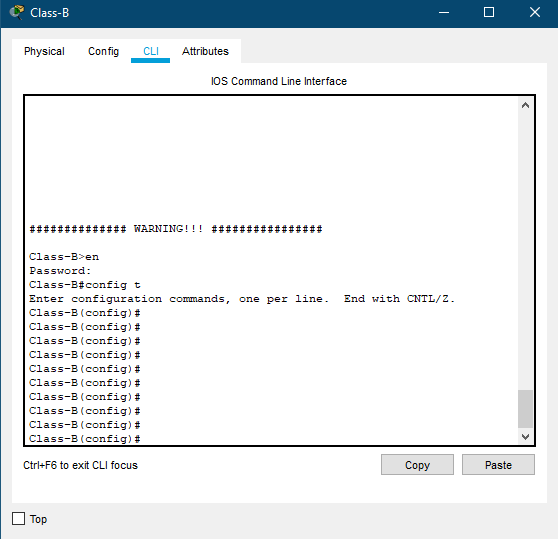 Class-B
Physical Config CLI Attributes
IOS Command Line Interface
############## WARNING!!! ################
Class-B>en
Password:
Class-B#config t
Enter configuration commands, one per line.  End with CNTL/Z.
Class-B(config)#
Class-B(config)#
Class-B(config)#
Class-B(config)#
Class-B(config)#
Class-B(config)#
Class-B(config)#
Class-B(config)#
Class-B(config)#
Class-B(config)#
Ctrl+F6 to exit CLI focus
Copy Paste
Top